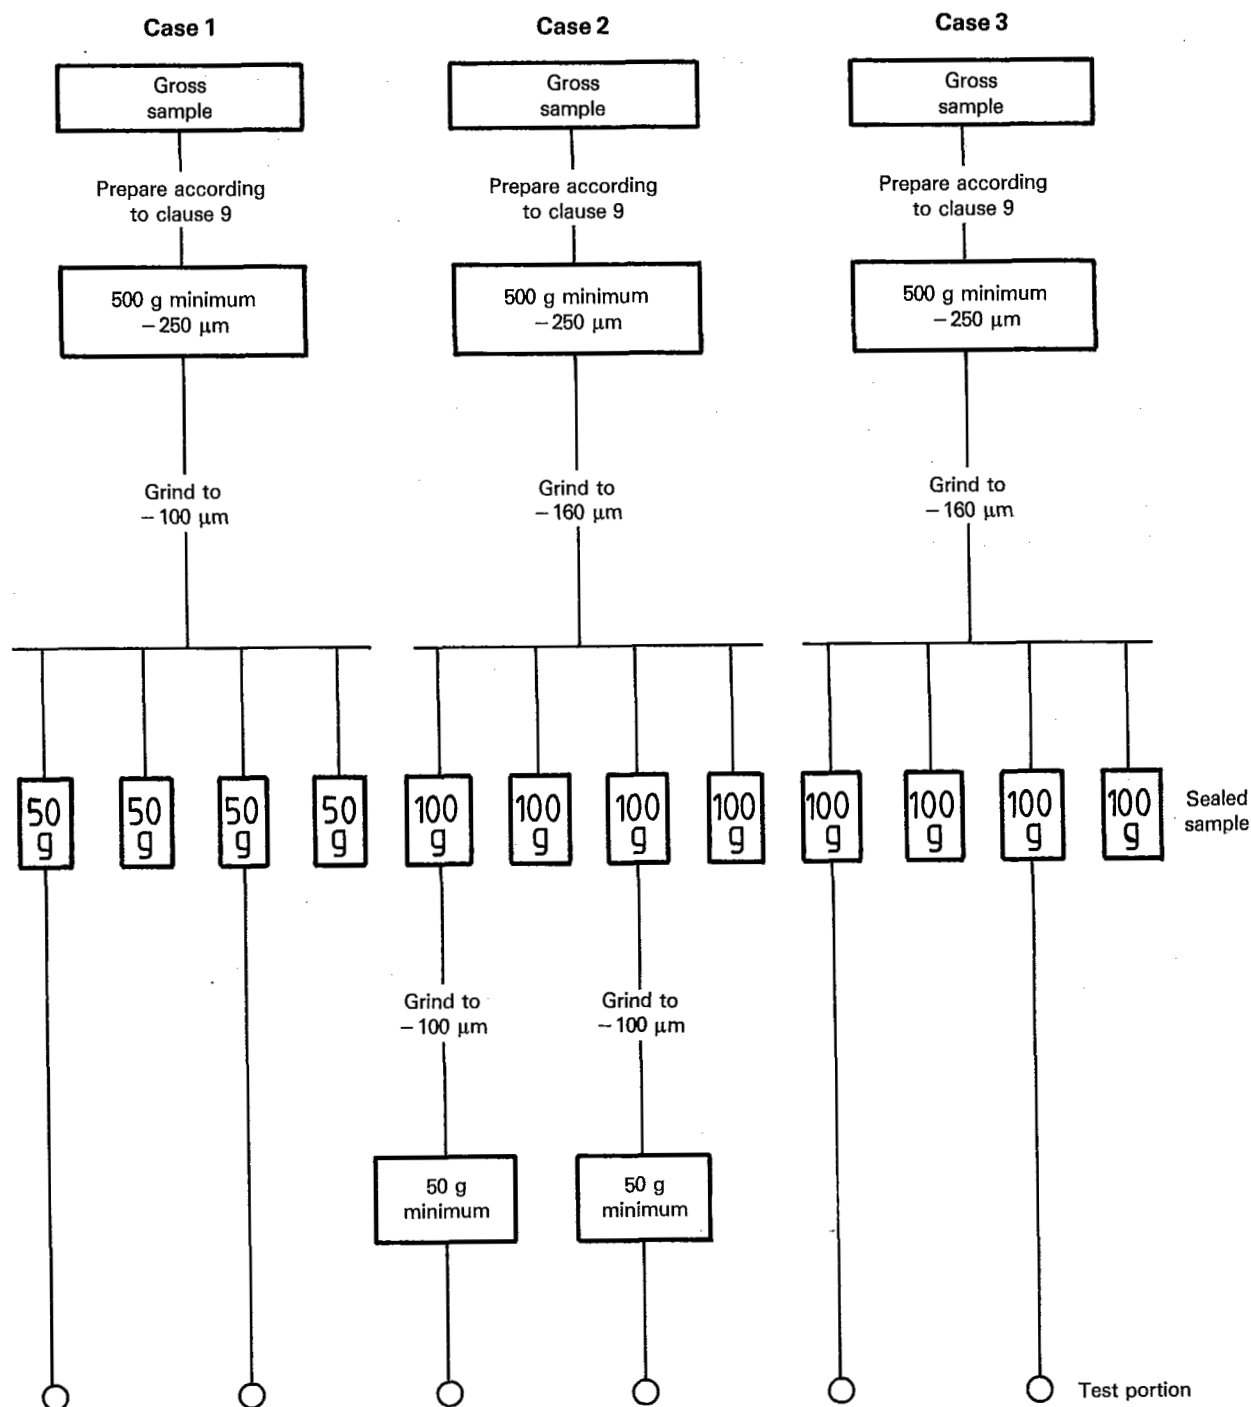 Case 1
Case 2
Case 3
Gross
sample
Gross
sample
Gross
sample
Prepare according
to clause 9
Prepare according
to clause 9
Prepare according
to clause 9
500 g minimum
−250 μm
500 g minimum
−250 μm
500 g minimum
−250 μm
Grind to
−100 μm
Grind to
−160 μm
Grind to
−160 μm
50
g
50
g
50
g
50
g
100
g
100
g
100
g
100
g
100
g
100
g
100
g
100
g
Sealed
sample
Grind to
−100 μm
Grind to
−100 μm
50 g
minimum
50 g
minimum
Test portion